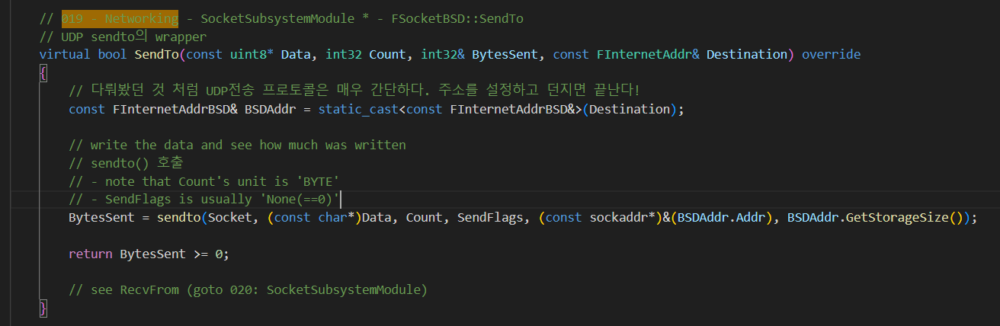 // 019 - Networking - SocketSubsystemModule * - FSocketBSD::SendTo
// UDP sendto의 wrapper
virtual bool SendTo(const uint8* Data, int32 Count, int32& BytesSent, const FInternetAddr& Destination) override
{
// 다뤄봤던 것 처럼 UDP전송 프로토콜은 매우 간단하다. 주소를 설정하고 던지면 끝난다!
const FInternetAddrBSD& BSDAddr = static_cast<const FInternetAddrBSD&>(Destination);
// write the data and see how much was written
// sendto() 호출
// - note that Count's unit is 'BYTE'
// - SendFlags is usually 'None(==0)'
BytesSent = sendto(Socket, (const char*)Data, Count, SendFlags, (const sockaddr*)&(BSDAddr.Addr), BSDAddr.GetStorageSize());
return BytesSent >= 0;
// see RecvFrom (goto 020: SocketSubsystemModule)
}